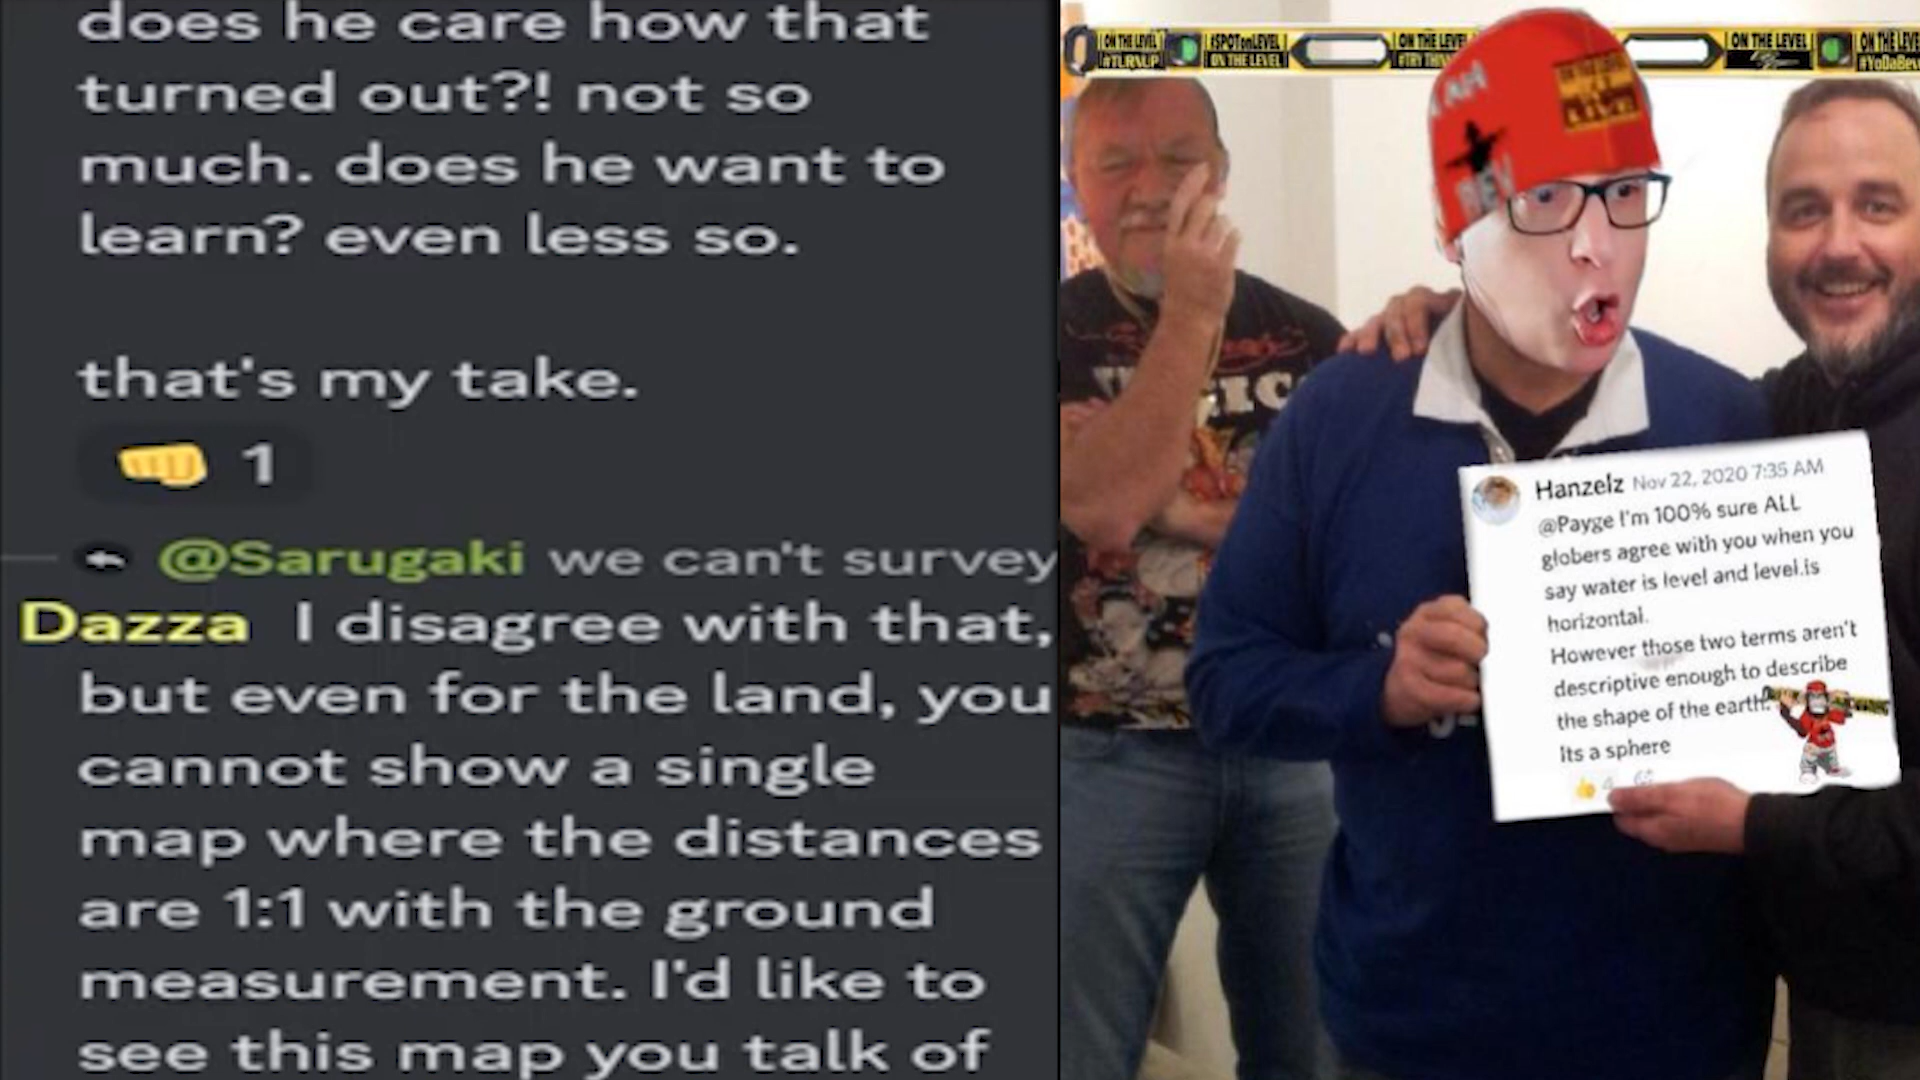 does he care how that
turned out?! not so
much. does he want to
learn? even less so.
that's my take.
1
@Sarugaki we can't survey
Dazza I disagree with that,
but even for the land, you
cannot show a single
map where the distances
are 1:1 with the ground
measurement. I'd like to
see this map you talk of
ON THE LEVEL
#TURNUP
#SPOTonLEVEL
ON THE LEVEL
ON THE LEVEL
ON THE LEVEL
REV
LEVEL
Hanzelz Nov 22, 2020 7:35 AM
@Payge I'm 100% sure ALL
globers agree with you when you
say water is level and level.is
horizontal.
However those two terms aren't
descriptive enough to describe
the shape of the earth.
Its a sphere